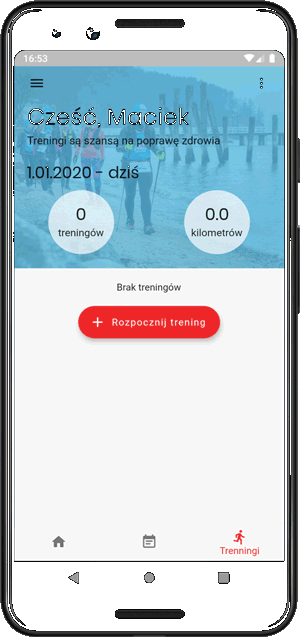 16:53
Cześć, Maciek
Treningi są szansą na poprawę zdrowia
1.01.2020 - dziś
0
treningów
0.0
kilometrów
Brak treningów
+ Rozpocznij trening
Trenningi